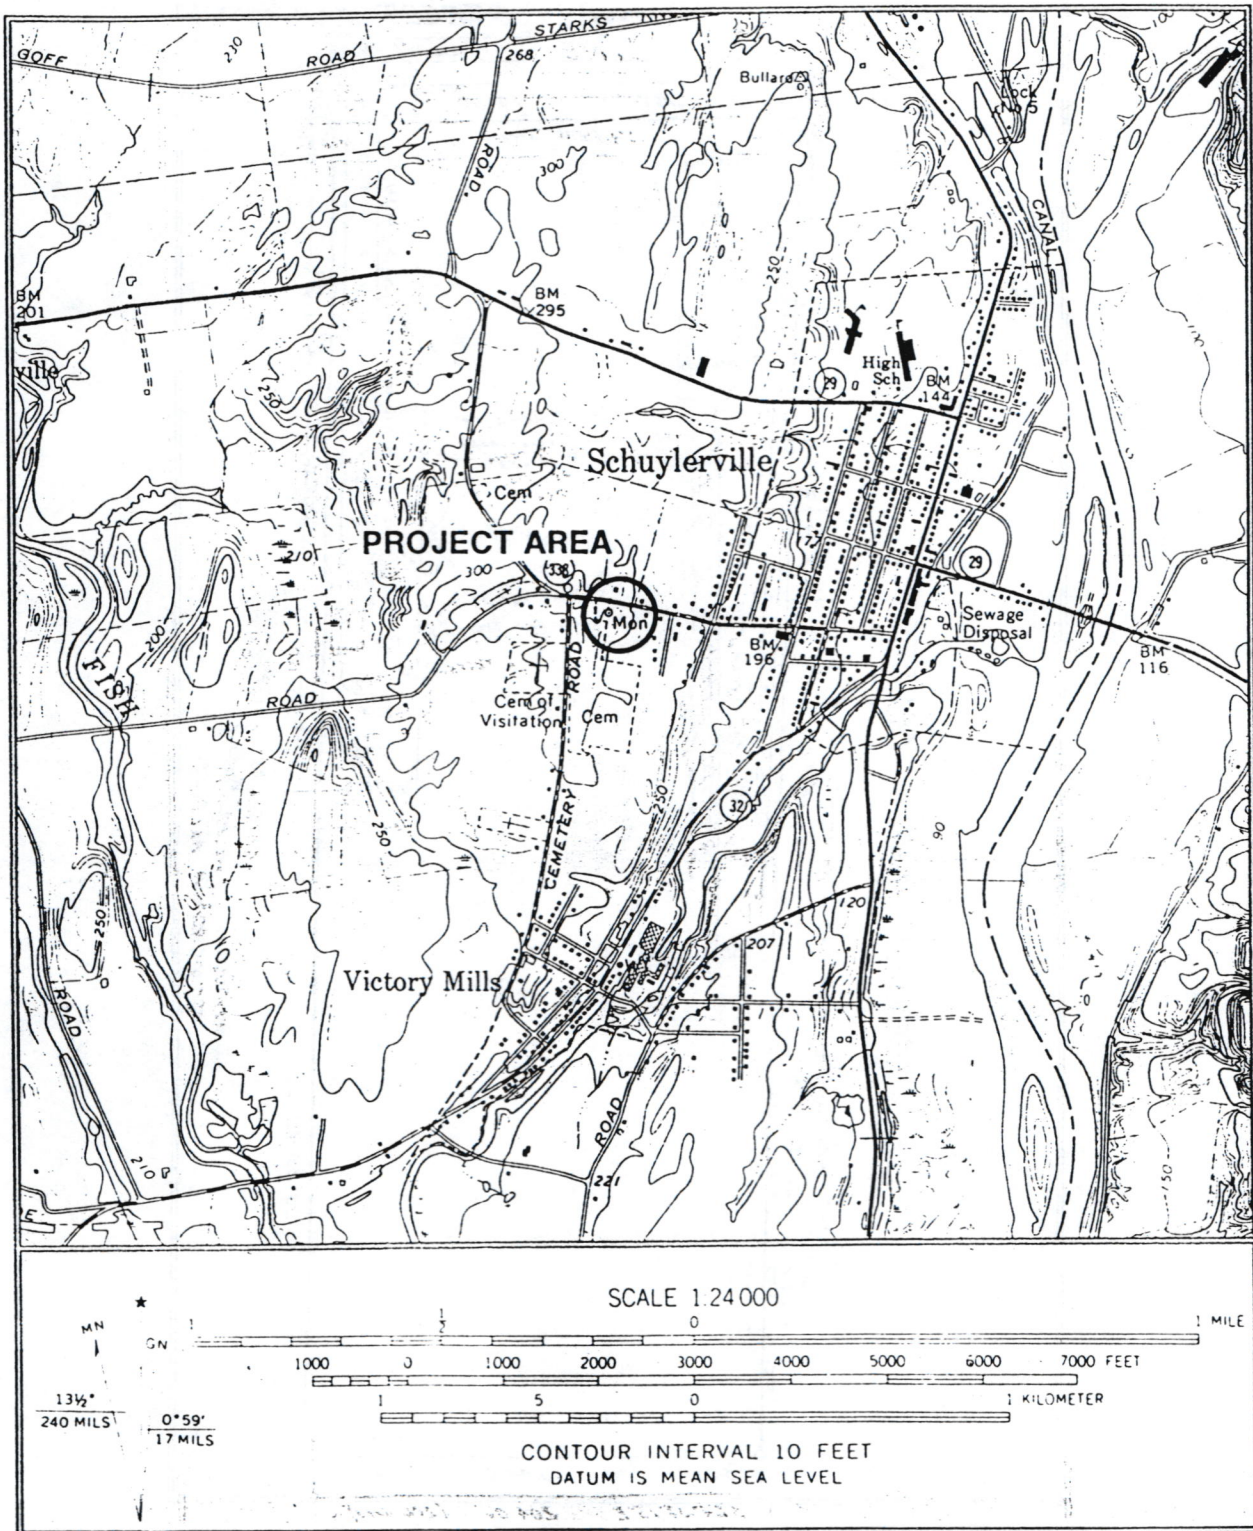 GOFF
230
ROAD
STARKS
268
Bullard
Lock
No 5
ROAD
300
CANAL
250
BM
201
BM
295
ville
250
29
High
Sch
BM
144
Schuylerville
Cem
PROJECT AREA
210
300
338
29
Mon
Sewage
Disposal
BM
196
BM
116
200
FISH
ROAD
ROAD
Cem of
Visitation
Cem
250
32
250
90
CEMETERY
250
120
207
Victory Mills
ROAD
ROAD
210
221
150
SCALE 1:24 000
1 ½ 0 1 MILE
1000 0 1000 2000 3000 4000 5000 6000 7000 FEET
1 5 0 1 KILOMETER
MN
GN
13½°
240 MILS
0°59'
17 MILS
CONTOUR INTERVAL 10 FEET
DATUM IS MEAN SEA LEVEL